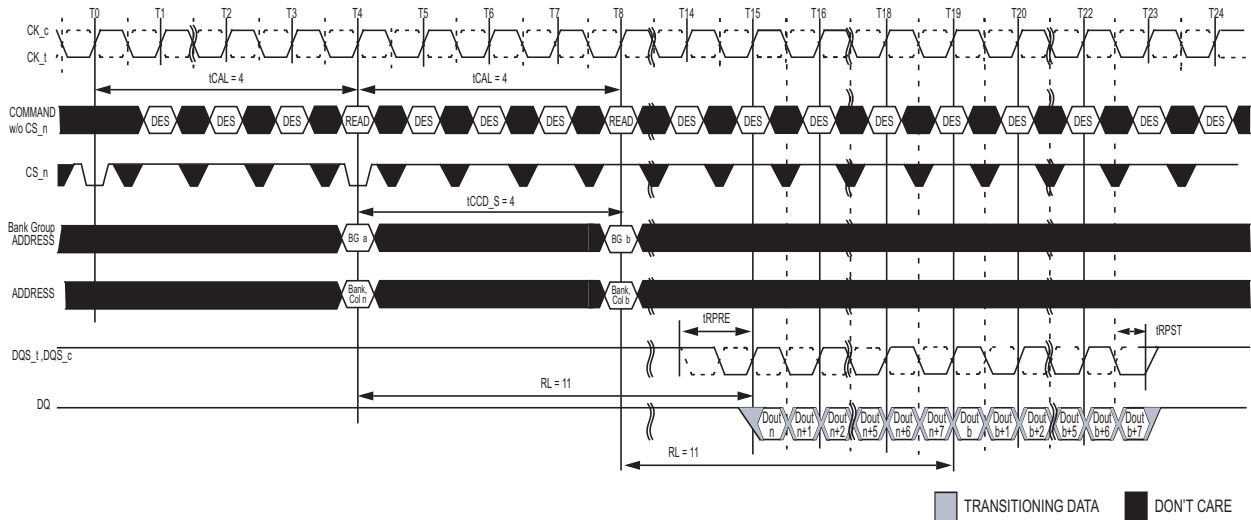 T0 T1 T2 T3 T4 T5 T6 T7 T8 T14 T15 T16 T18 T19 T20 T22 T23 T24
CK_c
CK_t
tCAL = 4 tCAL = 4
COMMAND
w/o CS_n
DES DES DES READ DES DES DES READ DES DES DES DES DES DES DES DES DES
CS_n
tCCD_S = 4
Bank Group
ADDRESS
BG a BG b
ADDRESS
Bank,
Col n
Bank,
Col b
tRPRE tRPST
DQS_t ,DQS_c
RL = 11
DQ
Dout
n
Dout
n+1
Dout
n+2
Dout
n+5
Dout
n+6
Dout
n+7
Dout
b
Dout
b+1
Dout
b+2
Dout
b+5
Dout
b+6
Dout
b+7
RL = 11
TRANSITIONING DATA DON'T CARE